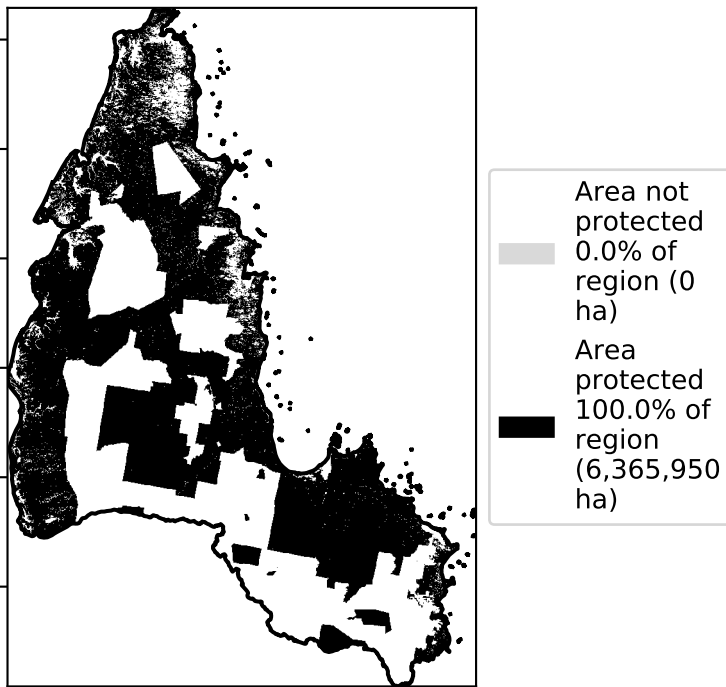 Area not
protected
0.0% of
region (0
ha)
Area
protected
100.0% of
region
(6,365,950
ha)